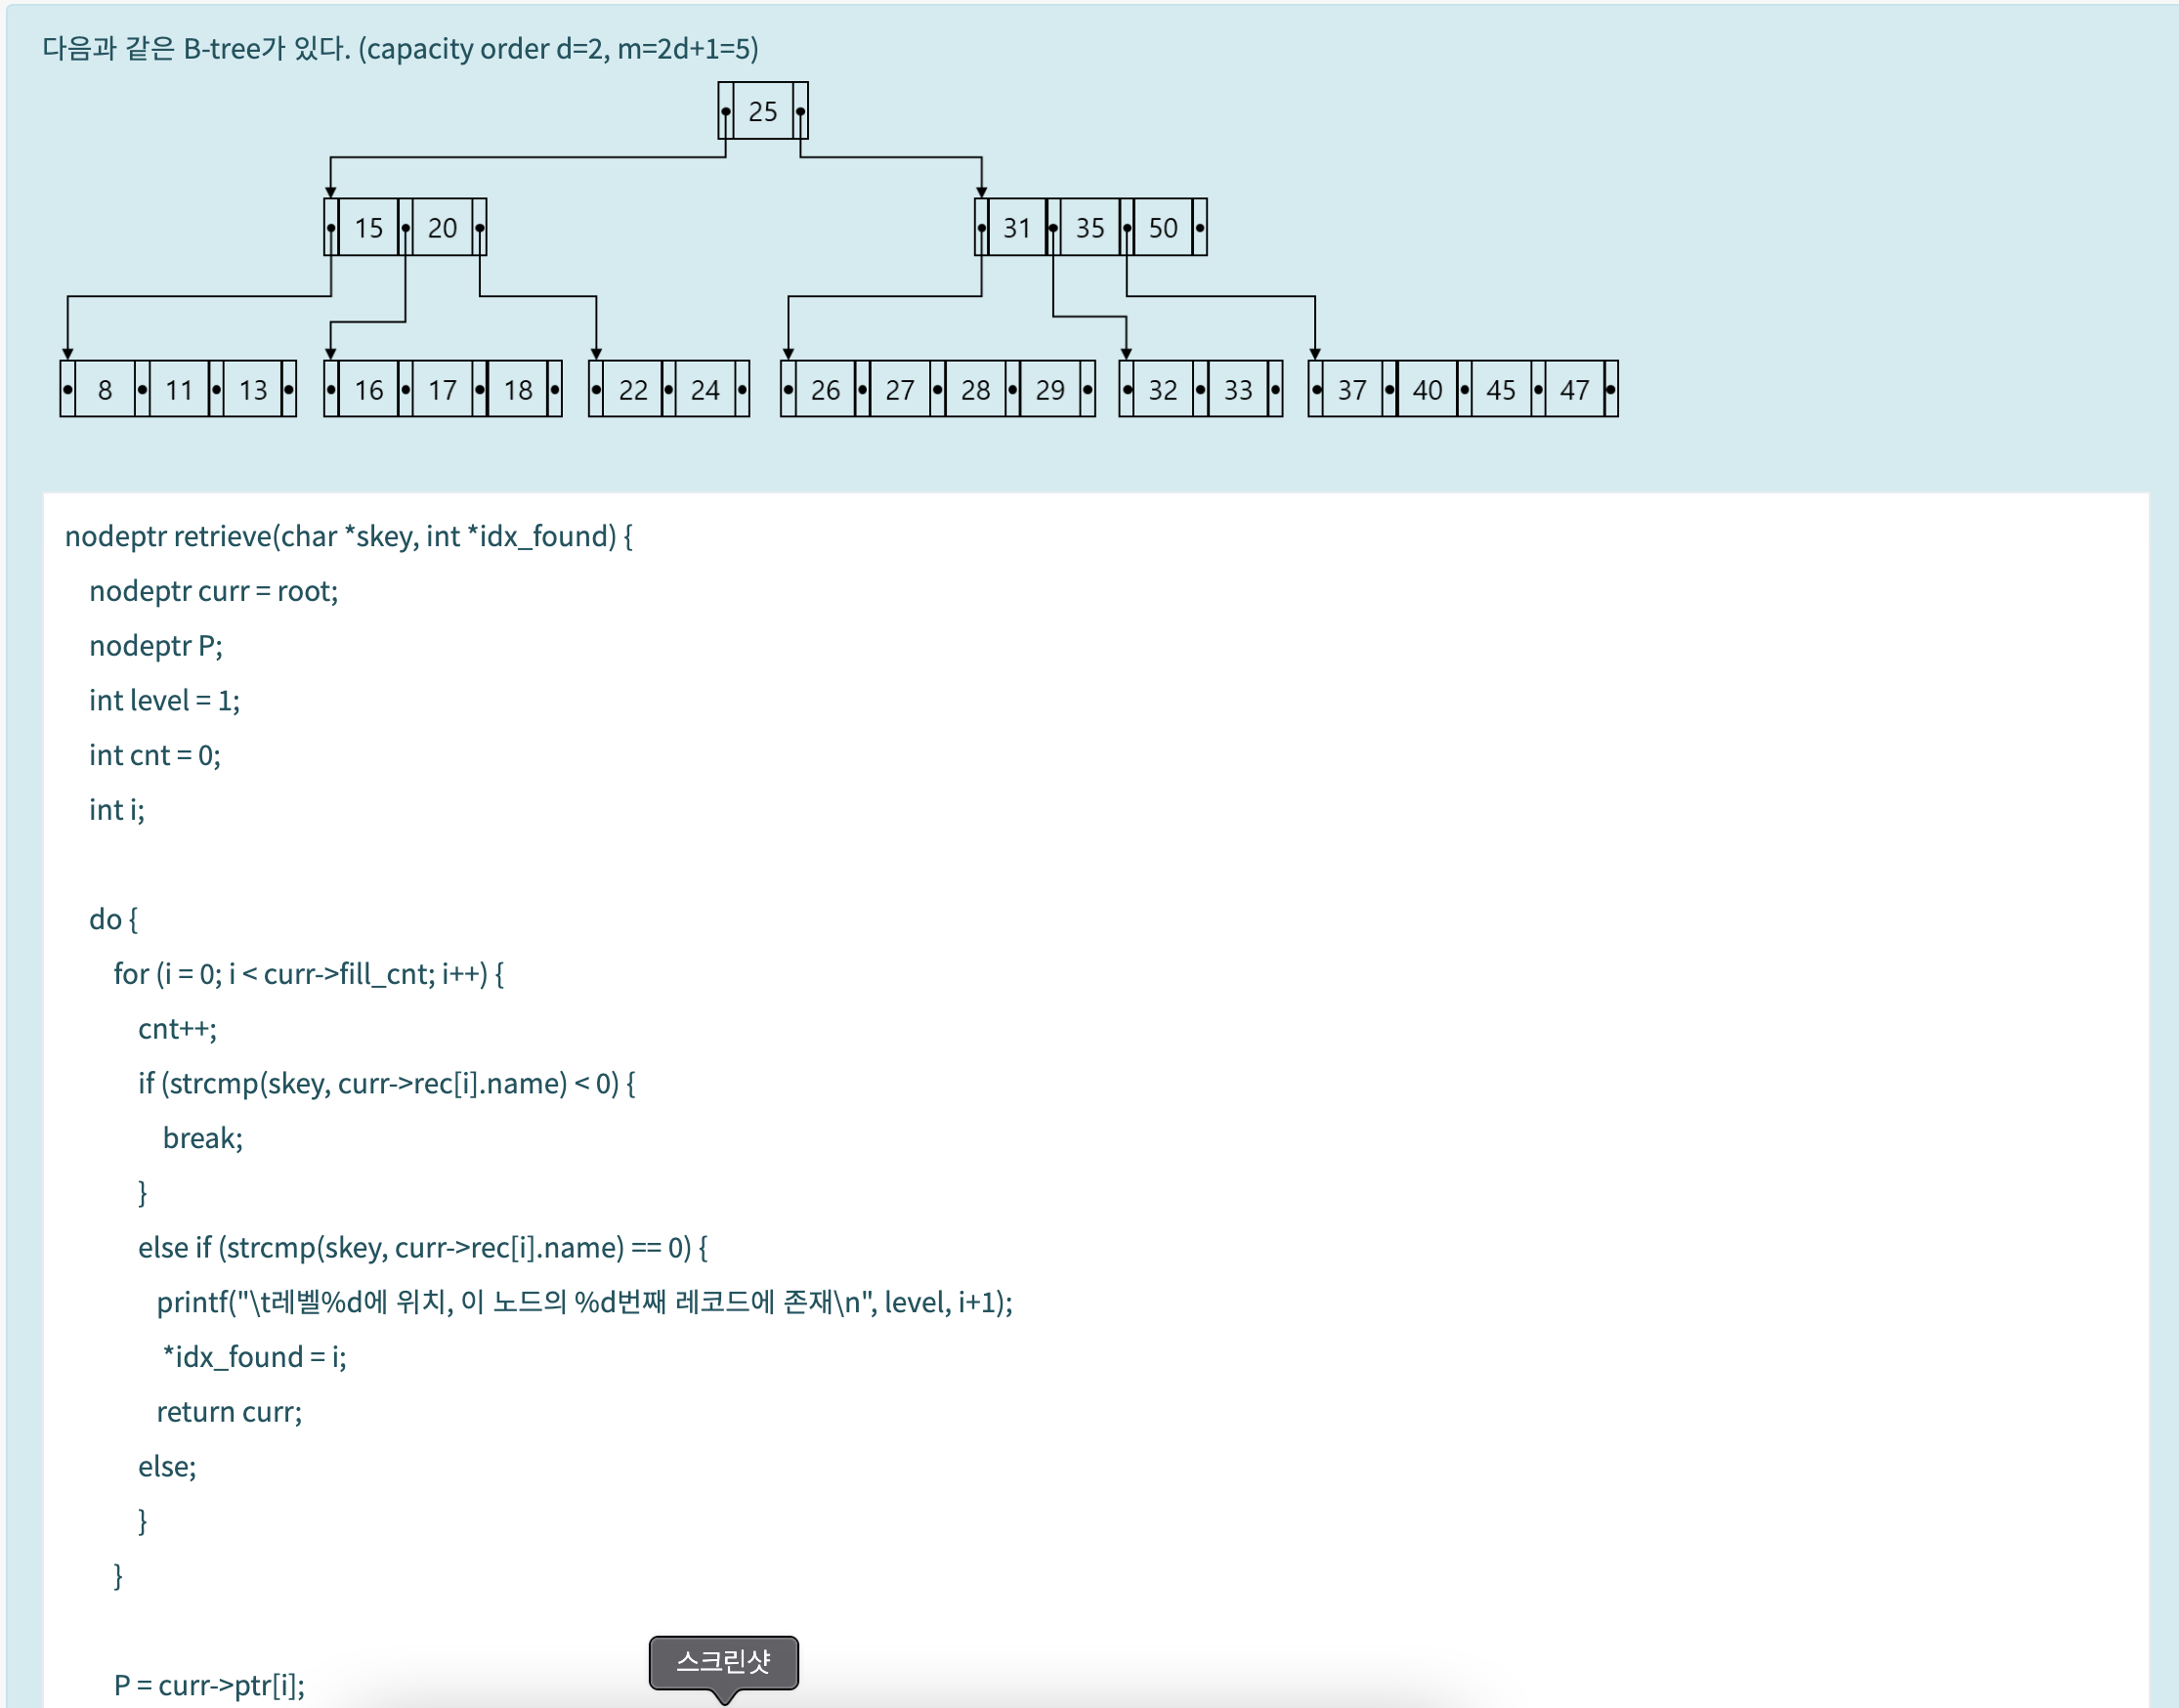 다음과 같은 B-tree가 있다. (capacity order d=2, m=2d+1=5)
25
15 20 31 35 50
8 11 13 16 17 18 22 24 26 27 28 29 32 33 37 40 45 47
nodeptr retrieve(char *skey, int *idx_found) {
nodeptr curr = root;
nodeptr P;
int level = 1;
int cnt = 0;
int i;
do {
for (i = 0; i < curr->fill_cnt; i++) {
cnt++;
if (strcmp(skey, curr->rec[i].name) < 0) {
break;
}
else if (strcmp(skey, curr->rec[i].name) == 0) {
printf("\t레벨%d에 위치, 이 노드의 %d번째 레코드에 존재\n", level, i+1);
*idx_found = i;
return curr;
else;
}
}
스크린샷
P = curr->ptr[i];